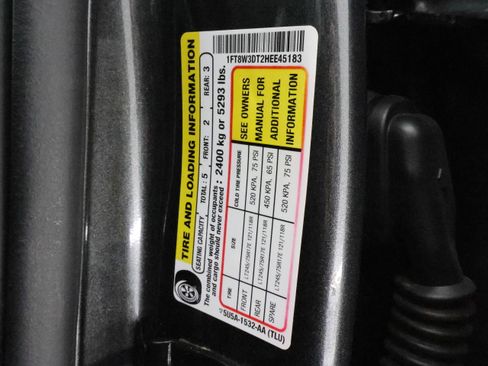 TIRE AND LOADING INFORMATION
SEATING CAPACITY TOTAL: 5 FRONT: 2 REAR: 3
The combined weight of occupants
and cargo should never exceed : 2400 kg or 5293 lbs.
TIRE SIZE COLD TIRE PRESSURE
FRONT LT245/75R17E 121/118R 520 KPA, 75 PSI
REAR LT245/75R17E 121/118R 450 KPA, 65 PSI
SPARE LT245/75R17E 121/118R 520 KPA, 75 PSI
SEE OWNERS
MANUAL FOR
ADDITIONAL
INFORMATION
5U5A-1532-AA (TLU)
1FT8W3DT2HEE45183